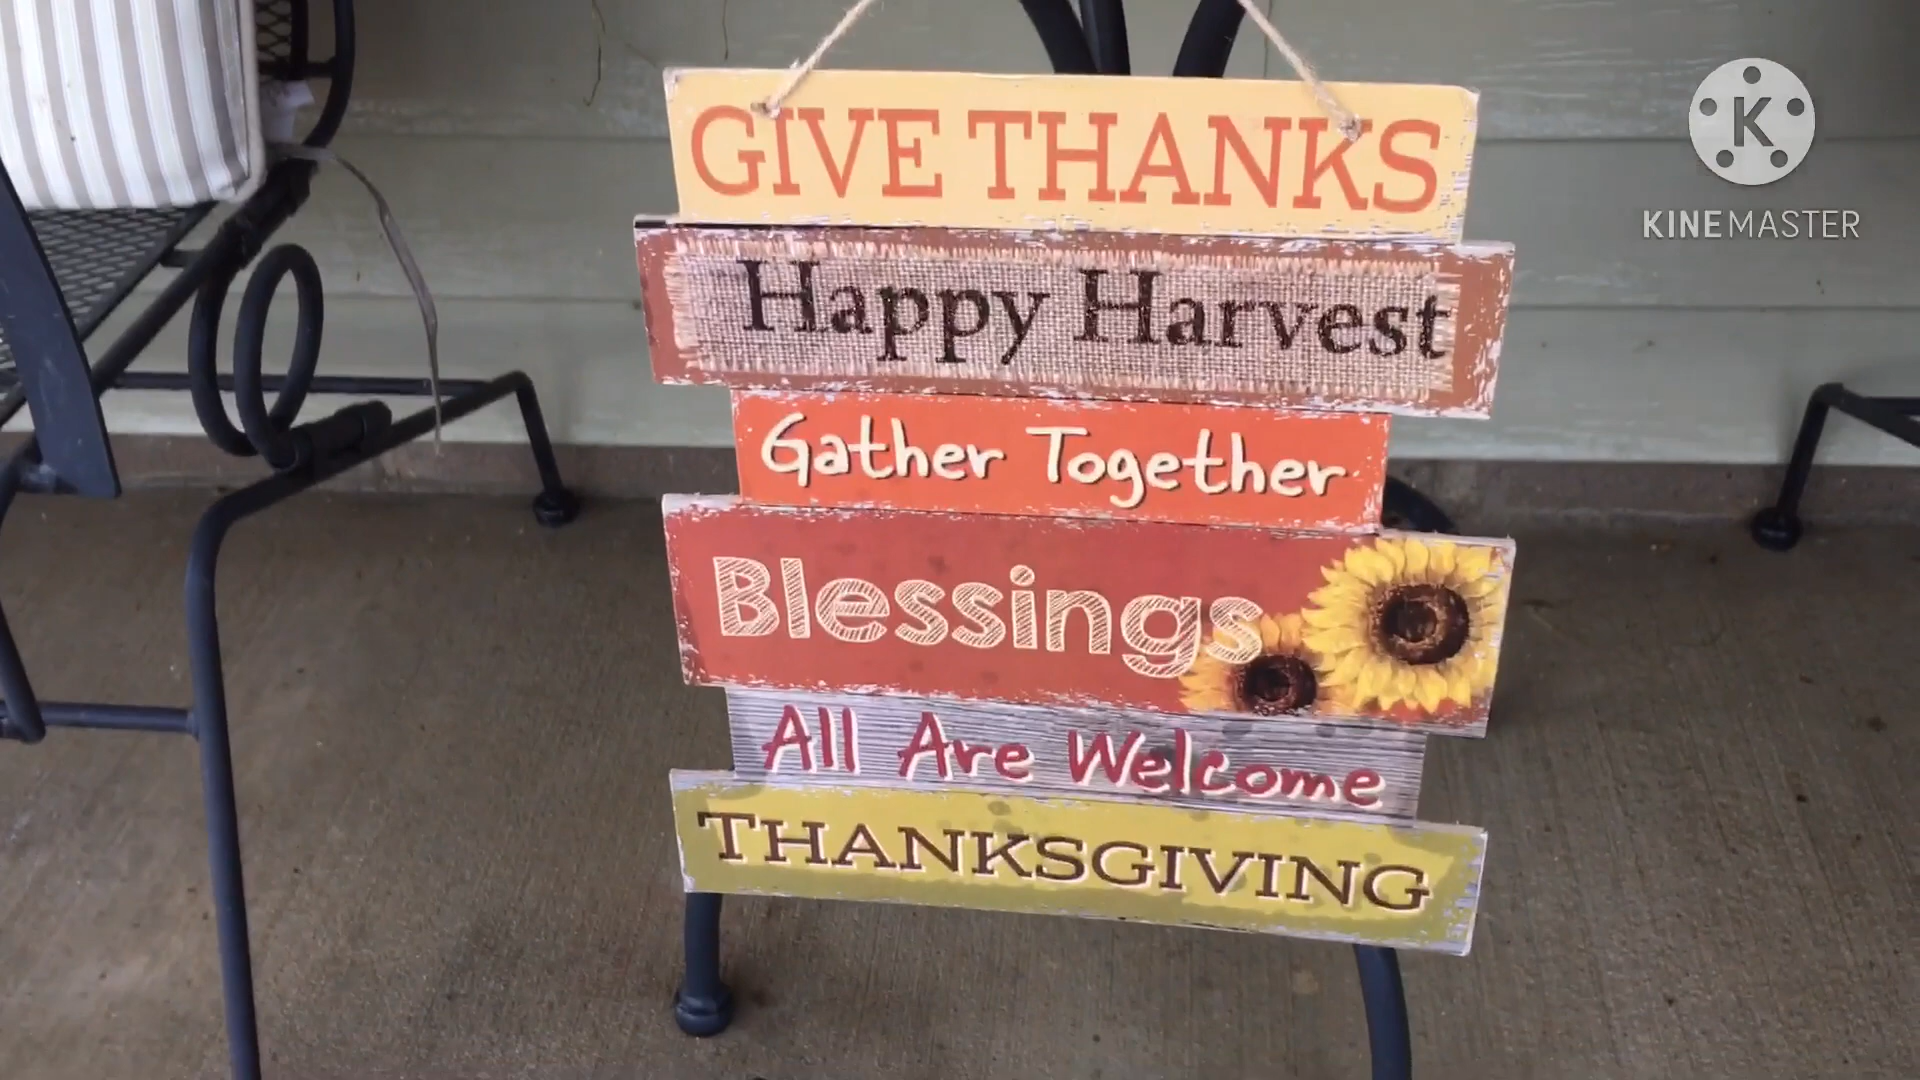 GIVE THANKS
Happy Harvest
Gather Together
Blessings
All Are Welcome
THANKSGIVING
K
KINEMASTER